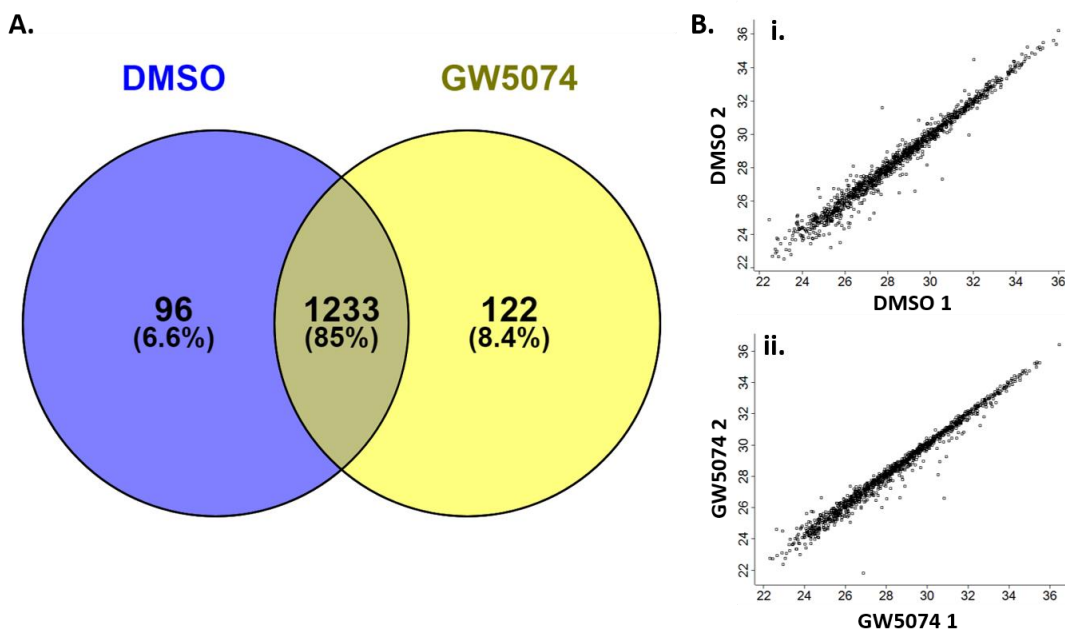 A.
DMSO
GW5074
96
(6.6%)
1233
(85%)
122
(8.4%)
B.
i.
36
34
32
30
28
26
24
22
DMSO 2
22 24 26 28 30 32 34 36
DMSO 1
ii.
36
34
32
30
28
26
24
22
GW5074 2
22 24 26 28 30 32 34 36
GW5074 1